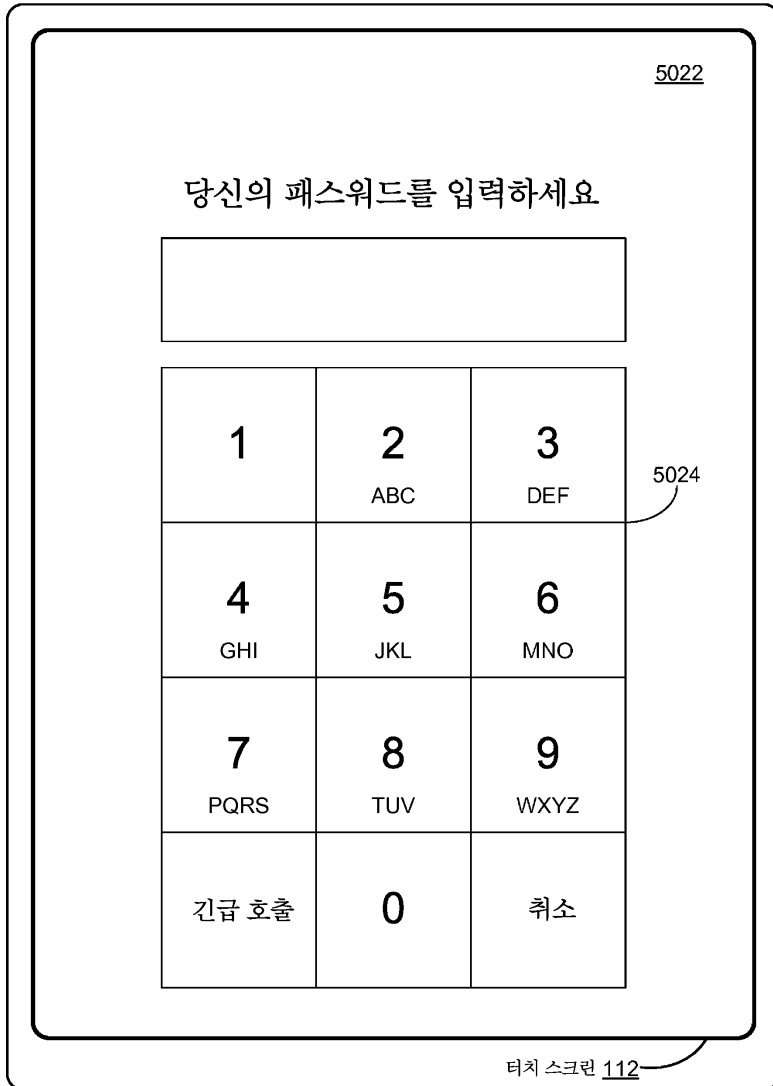 5022
당신의 패스워드를 입력하세요
1 2 3
ABC DEF
5024
4 5 6
GHI JKL MNO
7 8 9
PQRS TUV WXYZ
긴급 호출 0 취소
터치 스크린 112